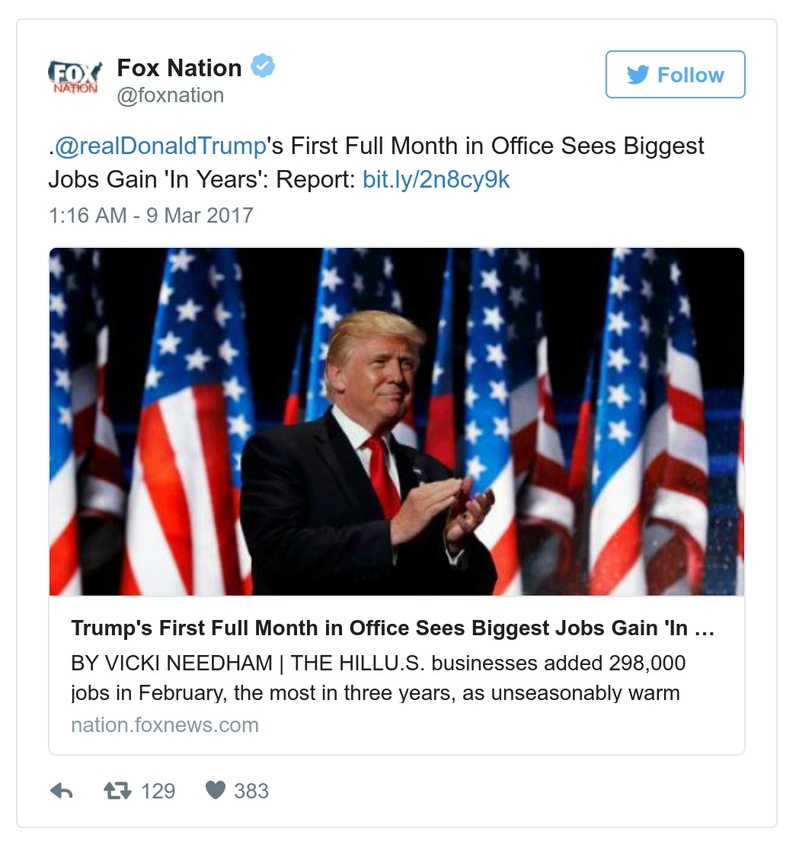 FOX
NATION
Fox Nation
@foxnation
Follow
.@realDonaldTrump's First Full Month in Office Sees Biggest
Jobs Gain 'In Years': Report: bit.ly/2n8cy9k
1:16 AM - 9 Mar 2017
Trump's First Full Month in Office Sees Biggest Jobs Gain 'In ...
BY VICKI NEEDHAM | THE HILLU.S. businesses added 298,000
jobs in February, the most in three years, as unseasonably warm
nation.foxnews.com
129
383